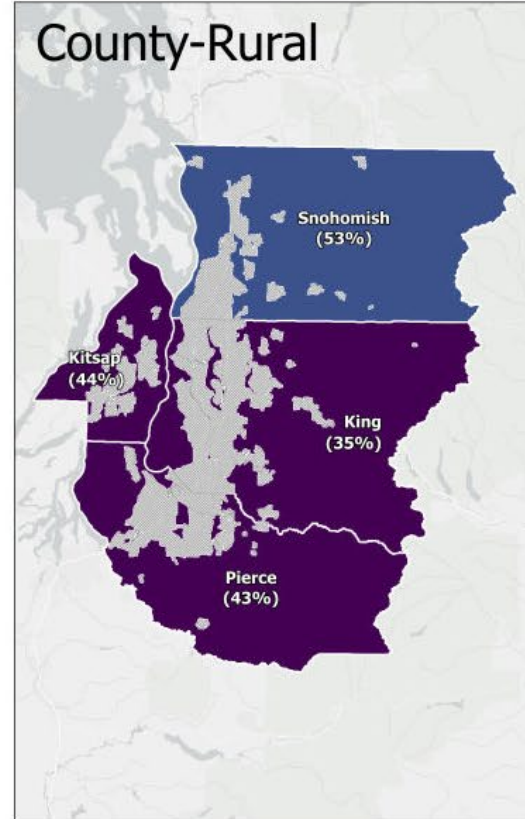 County-Rural
Snohomish
(53%)
Kitsap
(44%)
King
(35%)
Pierce
(43%)